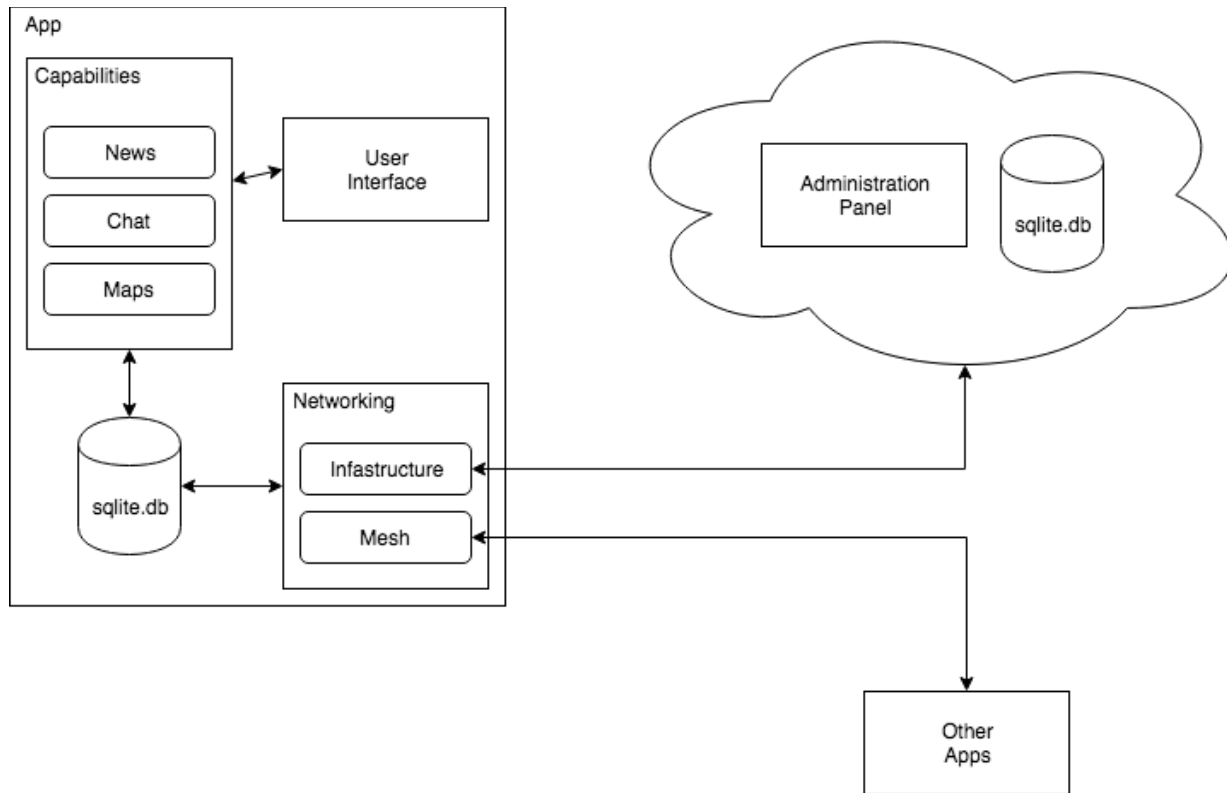 App
Capabilities
News
Chat
Maps
User
Interface
sqlite.db
Networking
Infastructure
Mesh
Administration
Panel
sqlite.db
Other
Apps